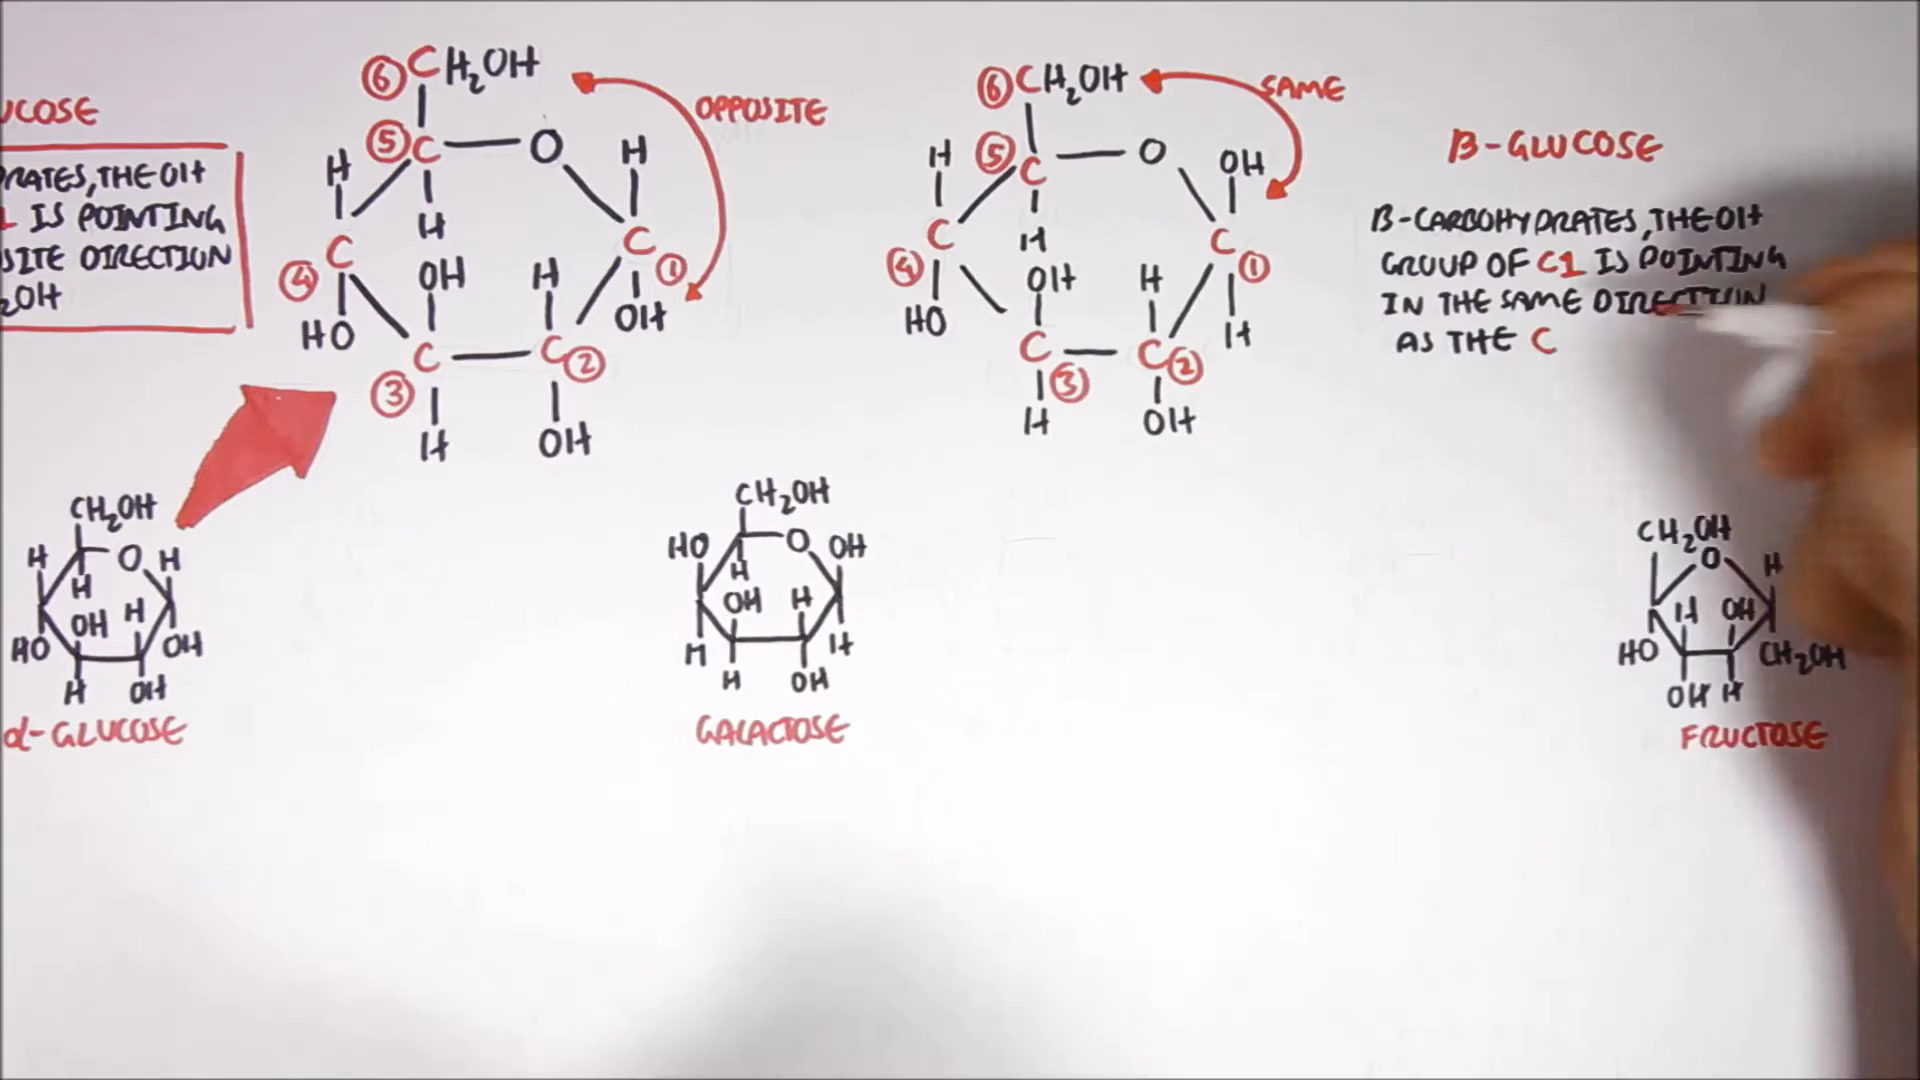 UCOSE
RATES, THE OH
1 IS POINTING
SITE DIRECTION
2OH
6 CH2OH
OPPOSITE
5 C O H
H
C H C 1
4 OH H
HO OH
C C 2
3
H OH
6 CH2OH
SAME
H 5 C O OH
C H C 1
4 OH H
HO H
C C 2
3
H OH
β-GLUCOSE
β-CARBOHYDRATES, THE OH
GROUP OF C1 IS POINTING
IN THE SAME DIRECTION
AS THE C
CH2OH
H O H
H
OH H
HO OH
H OH
α-GLUCOSE
CH2OH
HO O OH
H
OH H
H H
H OH
GALACTOSE
CH2OH
O H
H OH
HO CH2OH
OH H
FRUCTOSE